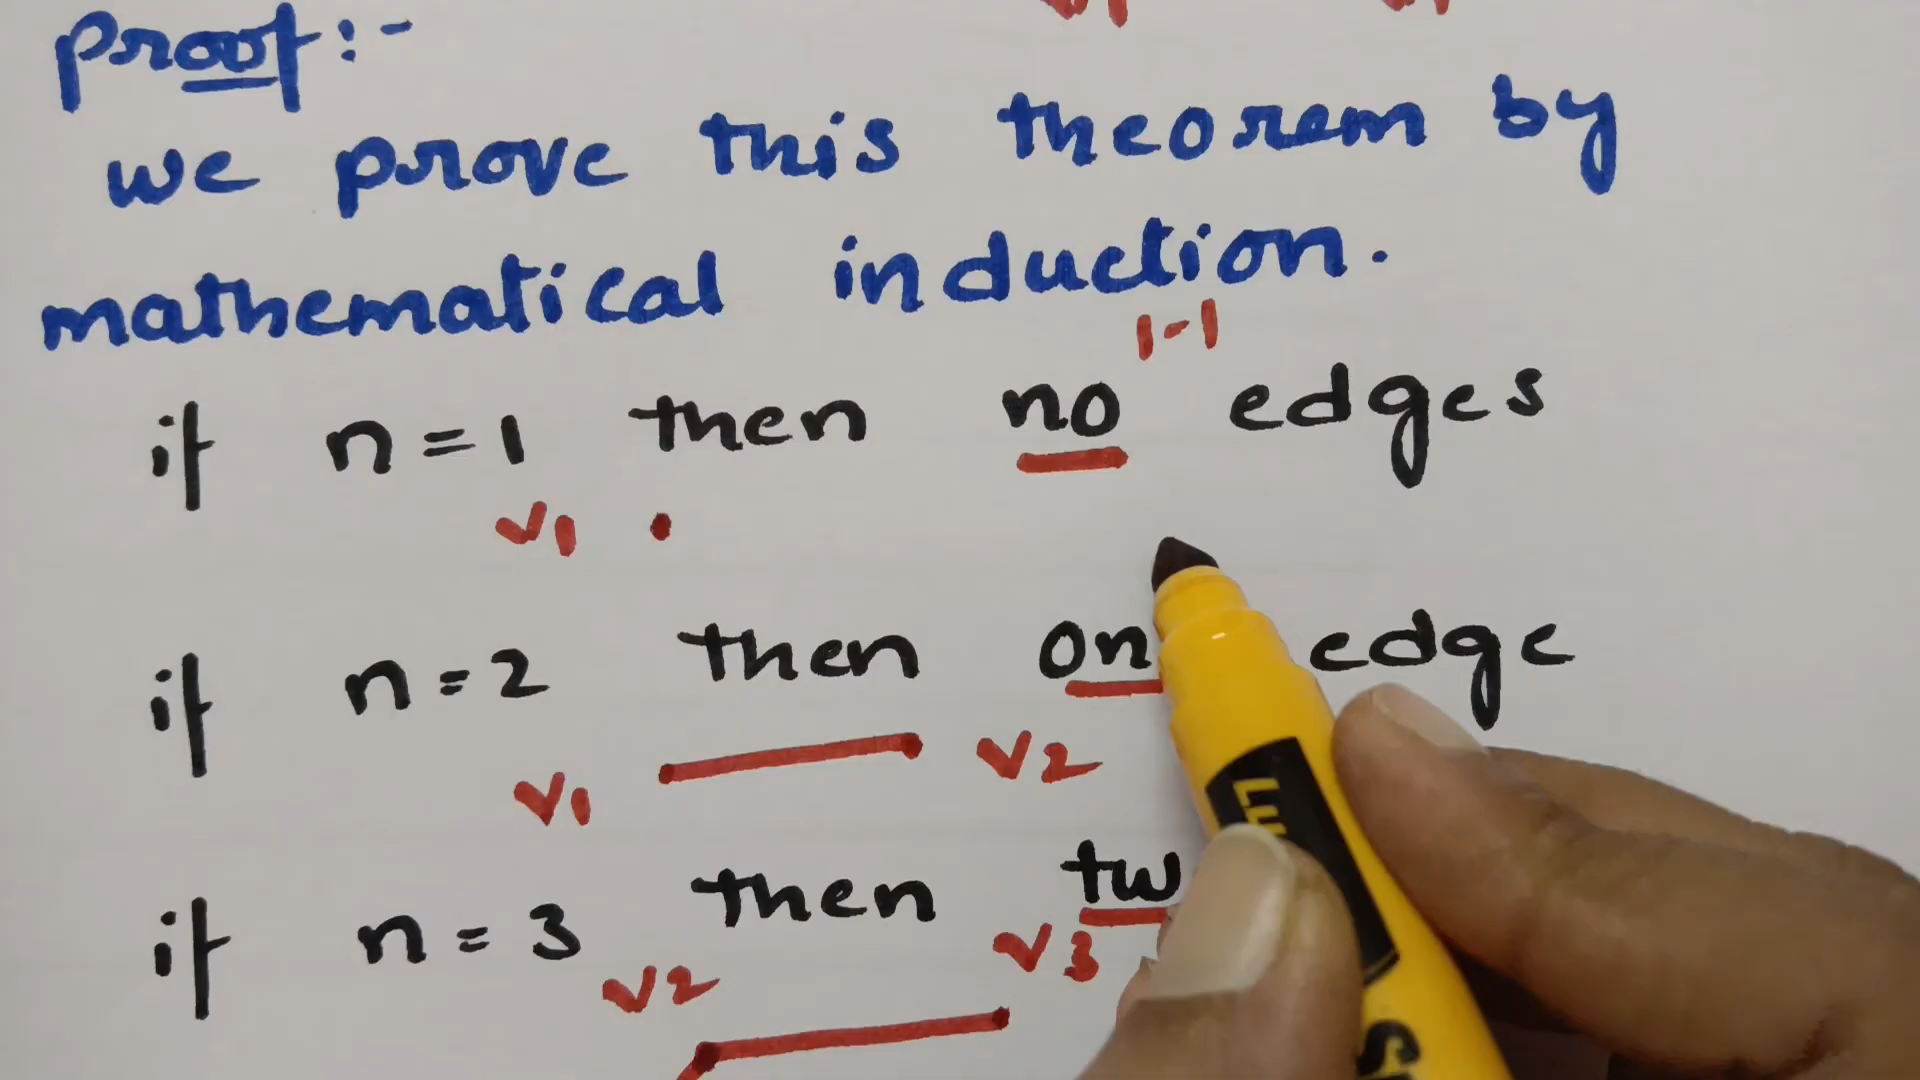 Proof:-
we prove this theorem by
mathematical induction.
1-1
if n=1 then no edges
v1
if n=2 then on edge
v1 v2
if n=3 then tw
v2 v3